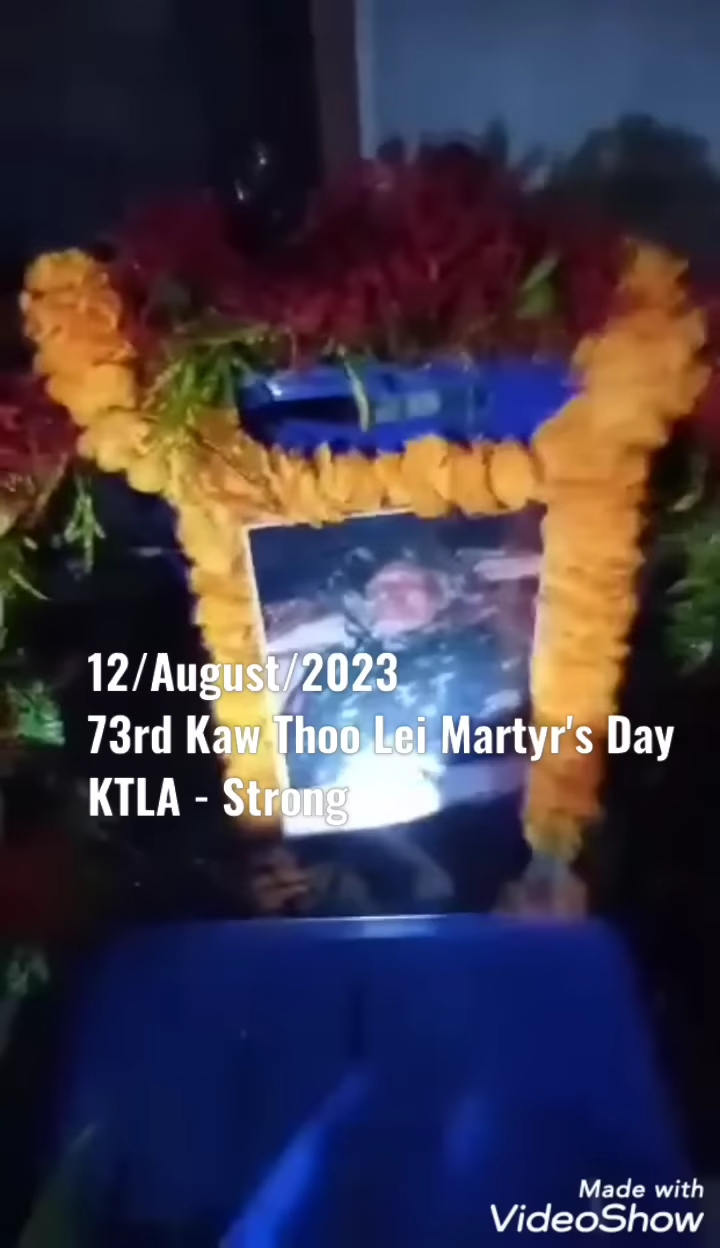 12/August/2023
73rd Kaw Thoo Lei Martyr's Day
KTLA - Strong
Made with
VideoShow